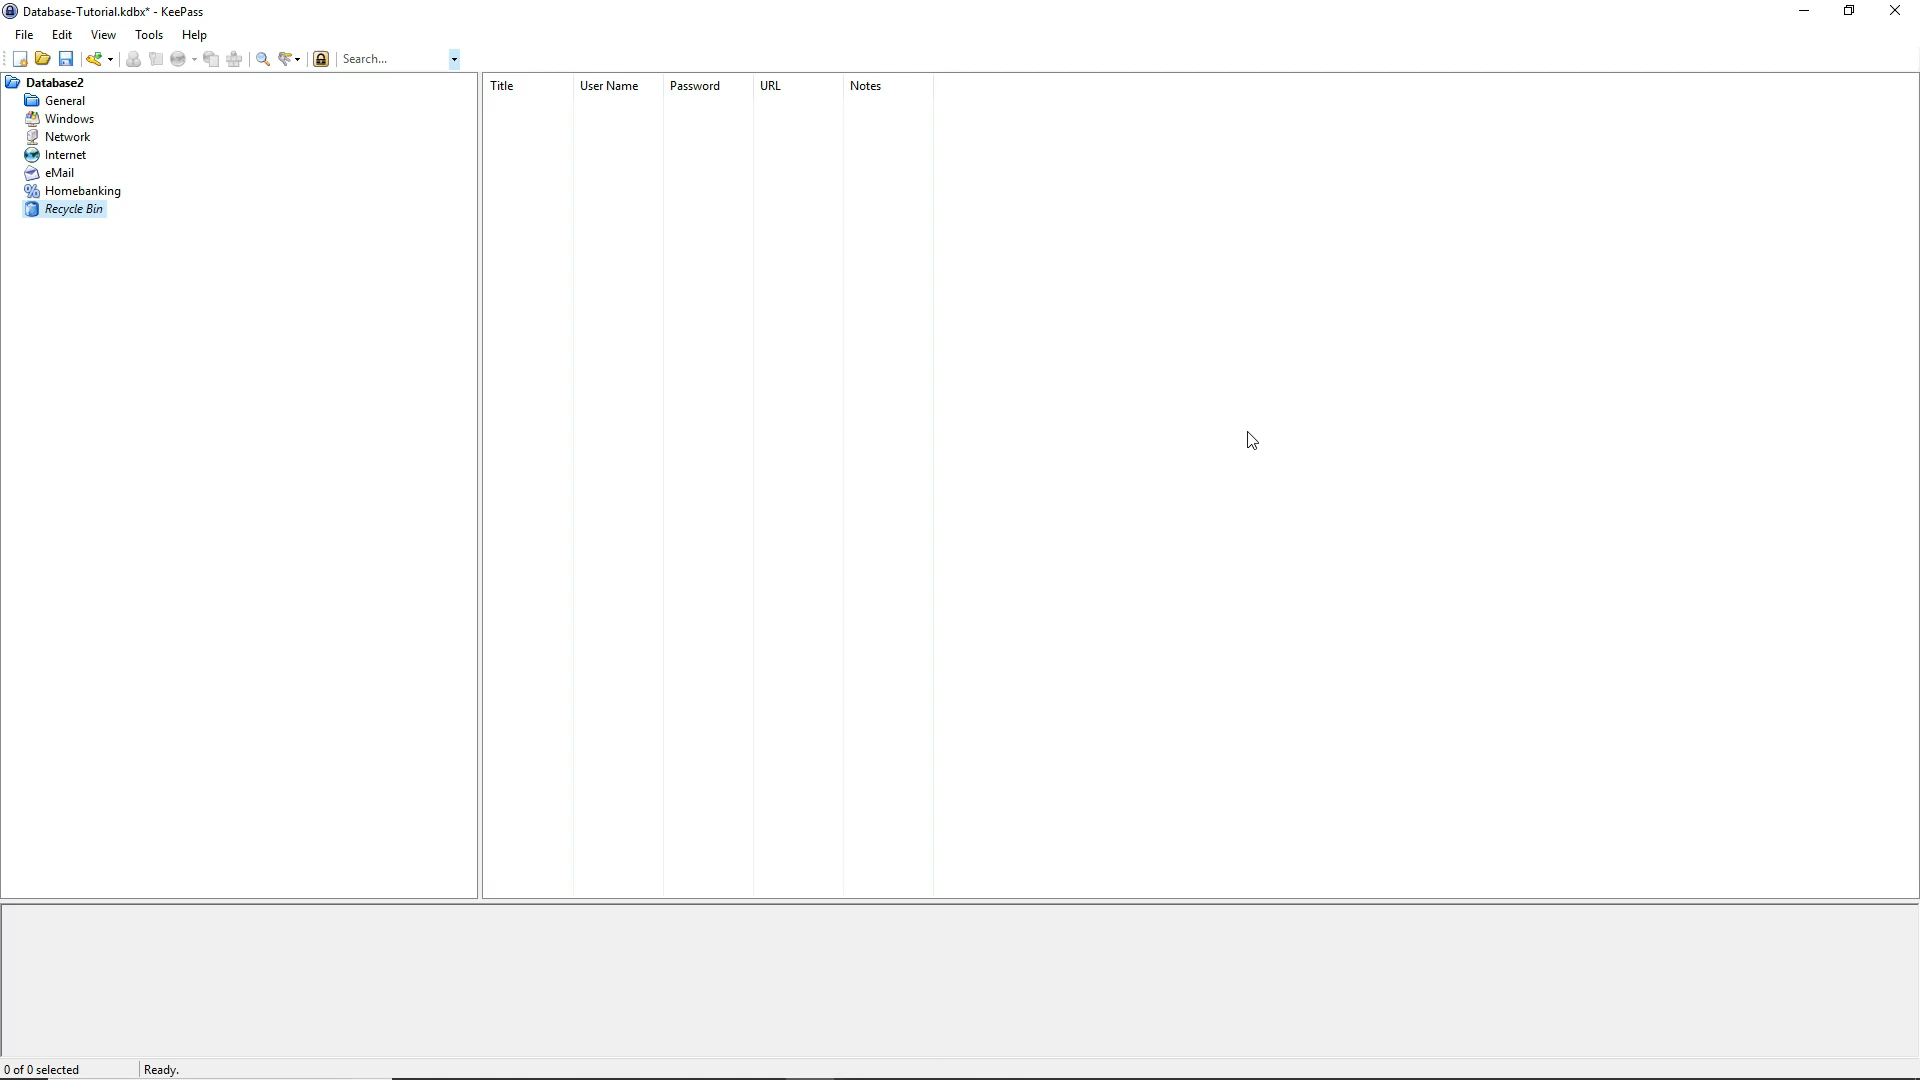 Database-Tutorial.kdbx* - KeePass
File Edit View Tools Help
Search...
Database2
General
Windows
Network
Internet
eMail
Homebanking
Recycle Bin
Title User Name Password URL Notes
0 of 0 selected Ready.